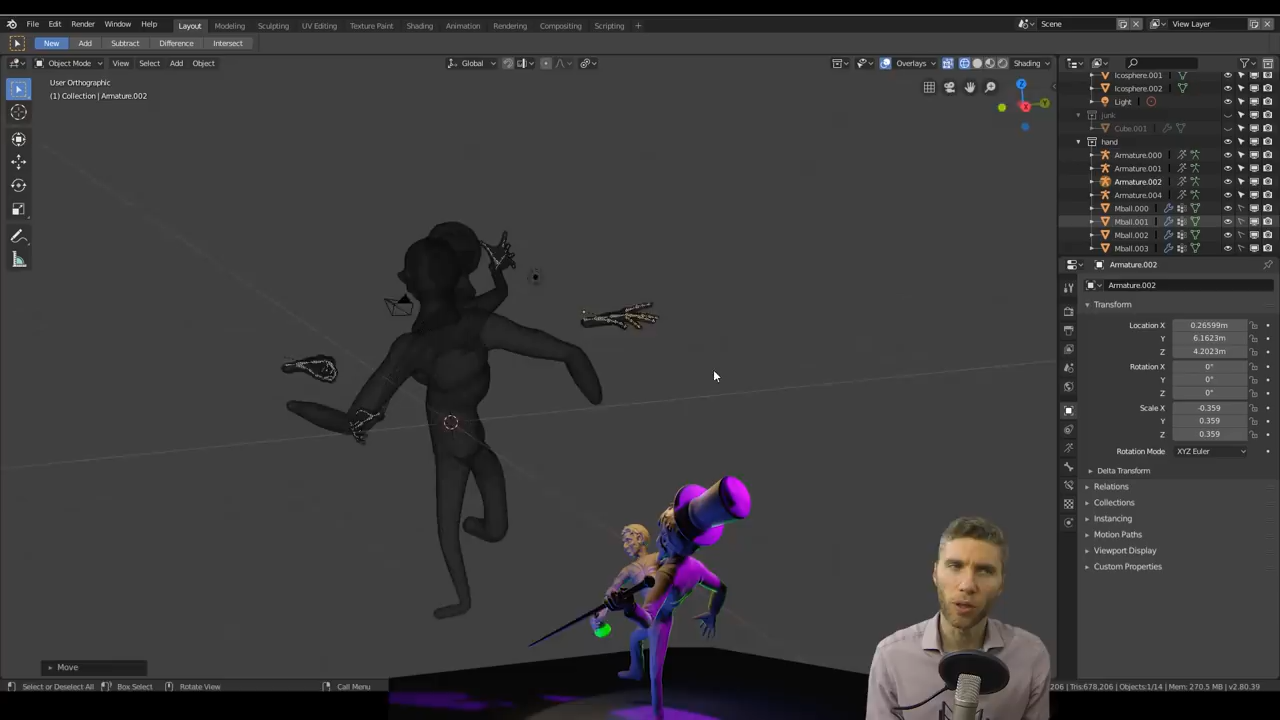 File Edit Render Window Help Layout Modeling Sculpting UV Editing Texture Paint Shading Animation Rendering Compositing Scripting + Scene View Layer
New Add Subtract Difference Intersect
Object Mode View Select Add Object Global Overlays Shading
User Orthographic
(1) Collection | Armature.002
Z
Y
X
Icosphere.001
Icosphere.002
Light
junk
Cube.001
hand
Armature.000
Armature.001
Armature.002
Armature.004
Mball.000
Mball.001
Mball.002
Mball.003
Armature.002
Armature.002
Transform
Location X 0.26599m
Y 6.1623m
Z 4.2023m
Rotation X 0°
Y 0°
Z 0°
Scale X -0.359
Y 0.359
Z 0.359
Rotation Mode XYZ Euler
Delta Transform
Relations
Collections
Instancing
Motion Paths
Viewport Display
Custom Properties
Move
Select or Deselect All Box Select Rotate View Call Menu 206 | Tris:678,206 | Objects:1/14 | Mem: 270.5 MB | v2.80.39